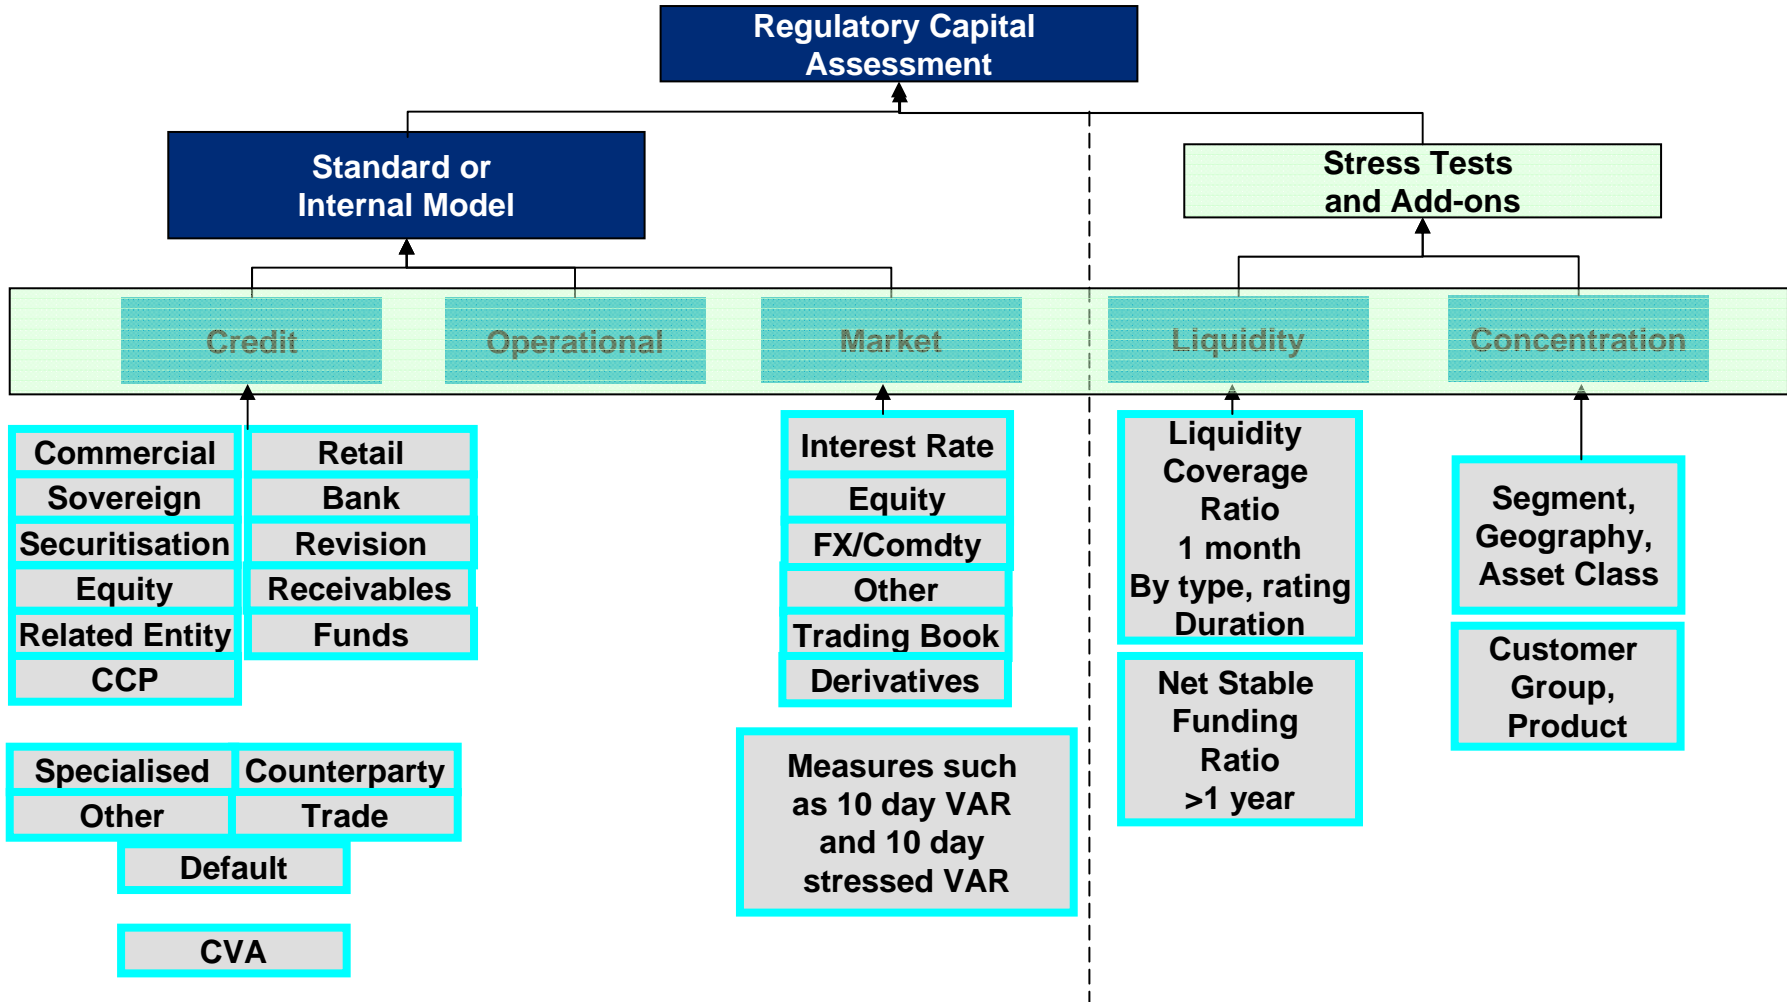 Regulatory Capital
Assessment
Standard or
Internal Model
Stress Tests
and Add-ons
Credit
Operational
Market
Liquidity
Concentration
Commercial
Retail
Sovereign
Bank
Securitisation
Revision
Equity
Receivables
Related Entity
Funds
CCP
Specialised
Counterparty
Other
Trade
Default
CVA
Interest Rate
Equity
FX/Comdty
Other
Trading Book
Derivatives
Measures such
as 10 day VAR
and 10 day
stressed VAR
Liquidity
Coverage
Ratio
1 month
By type, rating
Duration
Net Stable
Funding
Ratio
>1 year
Segment,
Geography,
Asset Class
Customer
Group,
Product